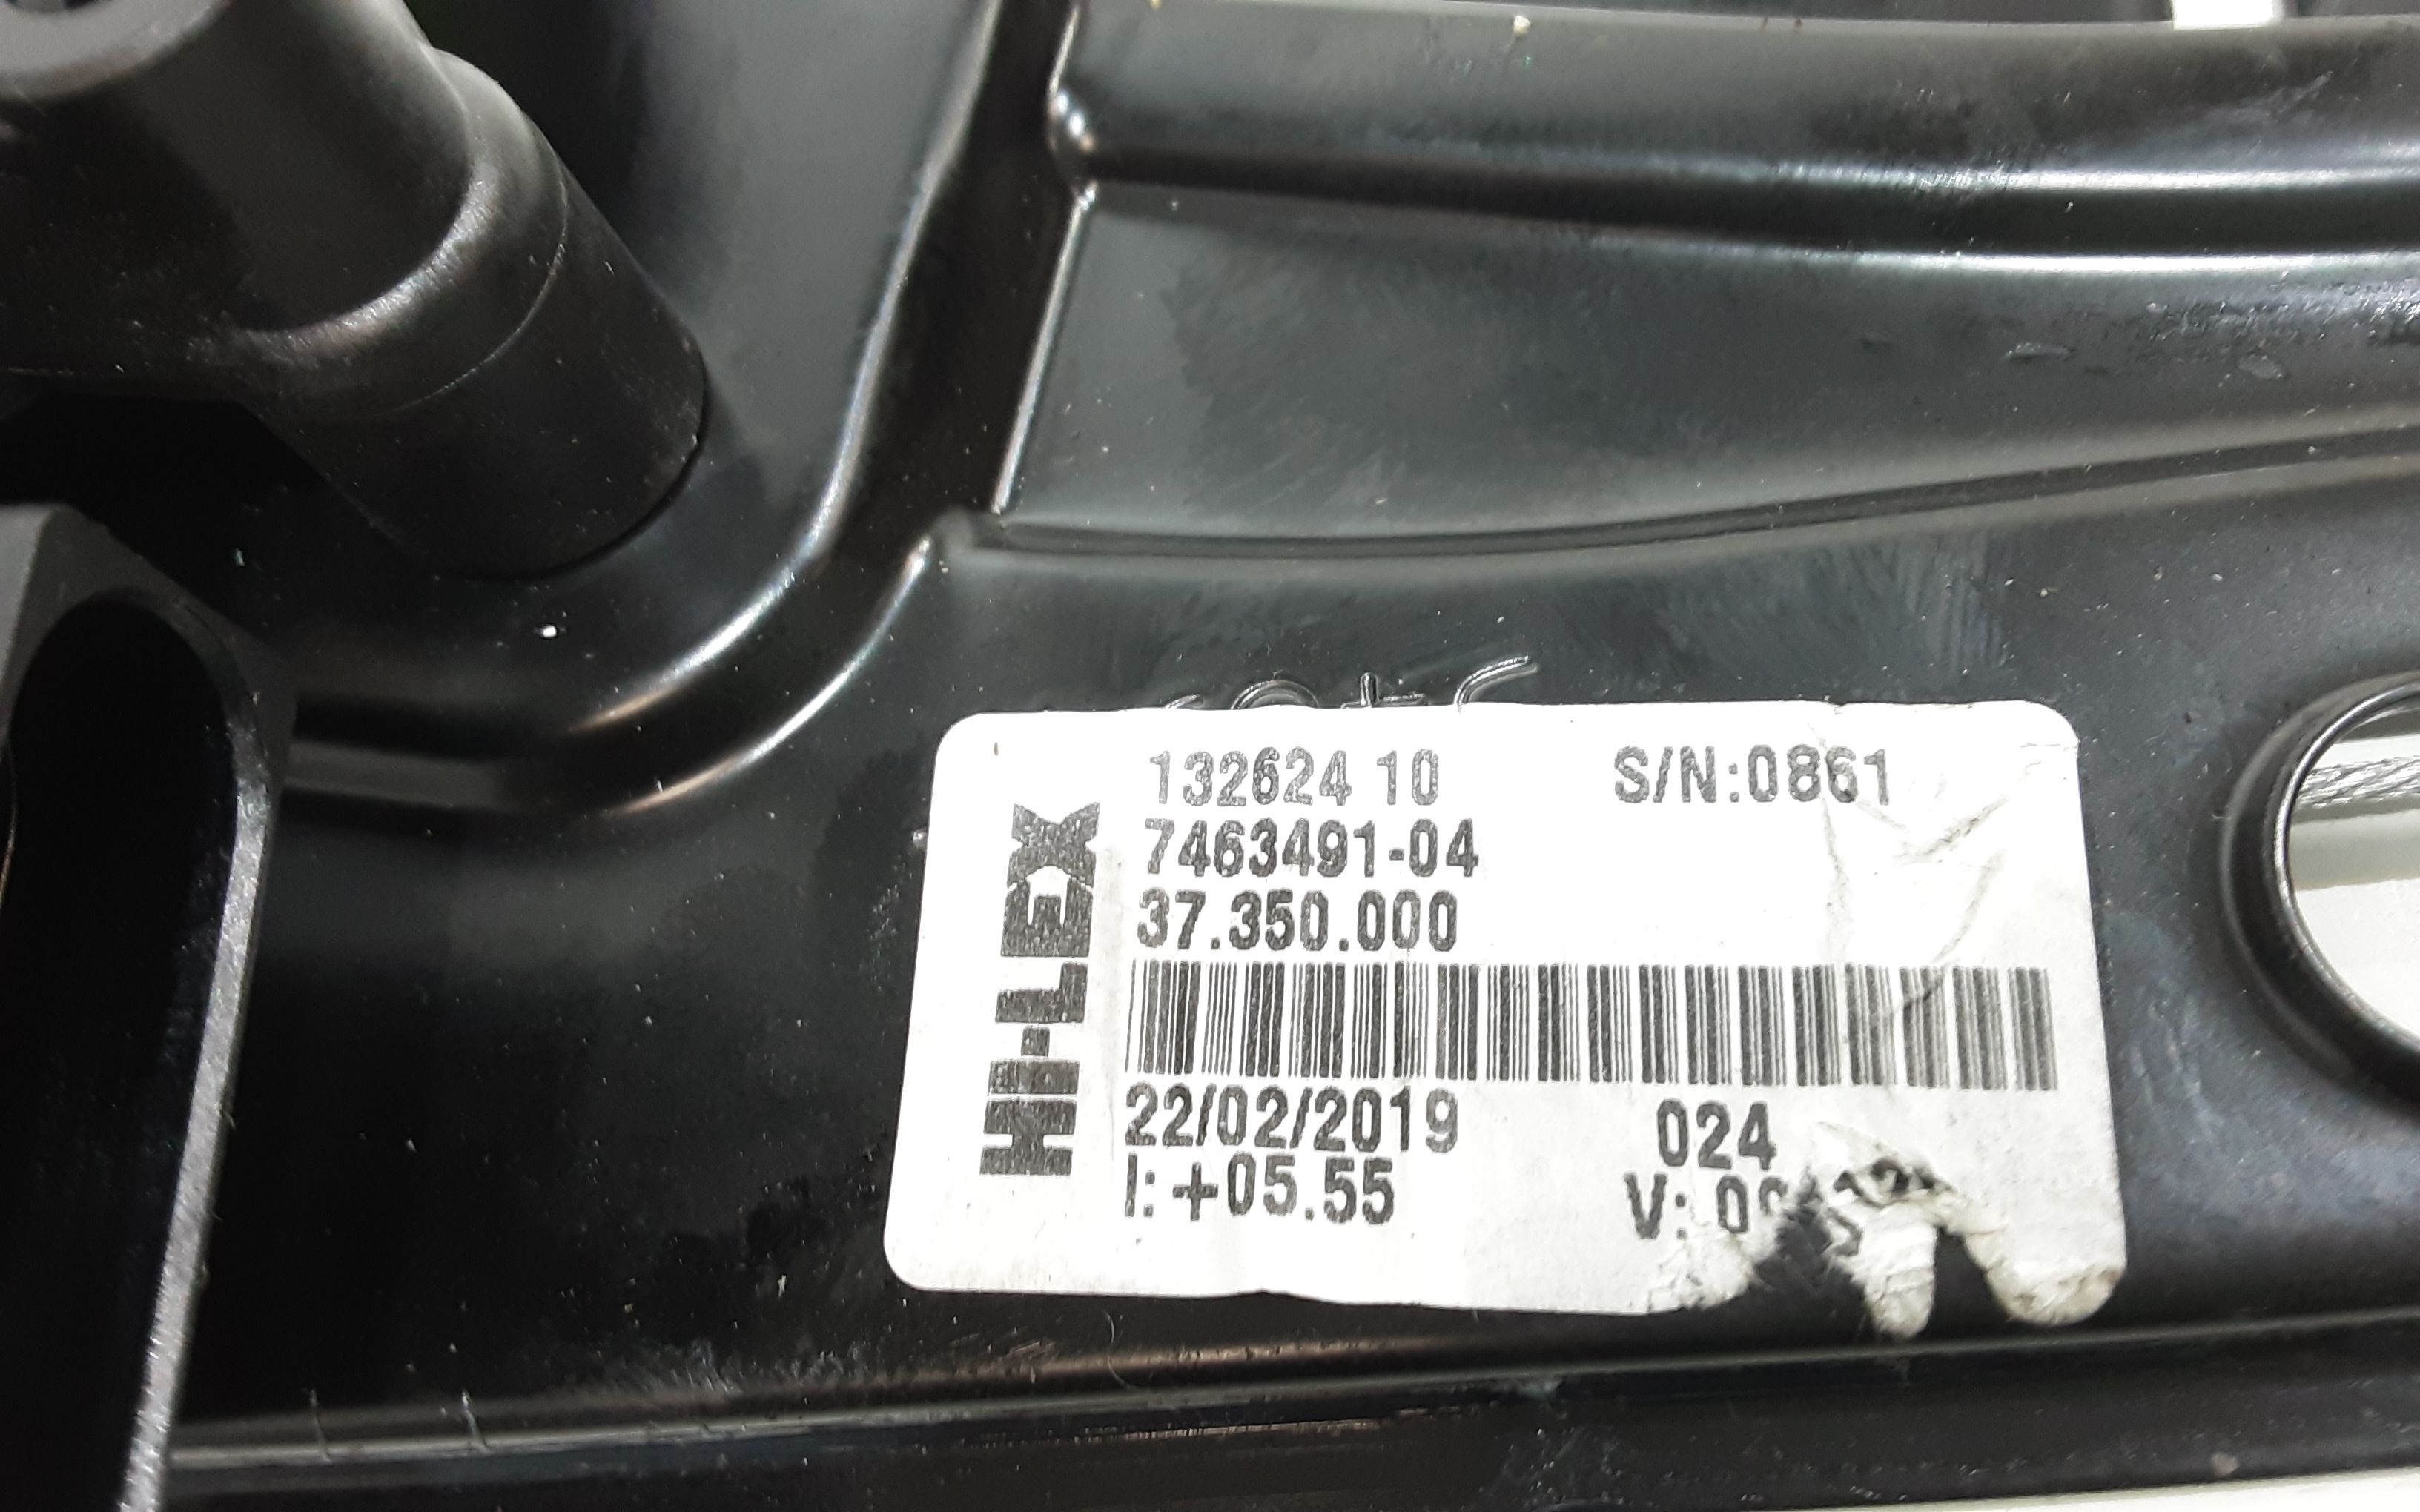 HI-LEX
132624 10 S/N:0861
7463491-04
37.350.000
22/02/2019 024
I: +05.55 V: